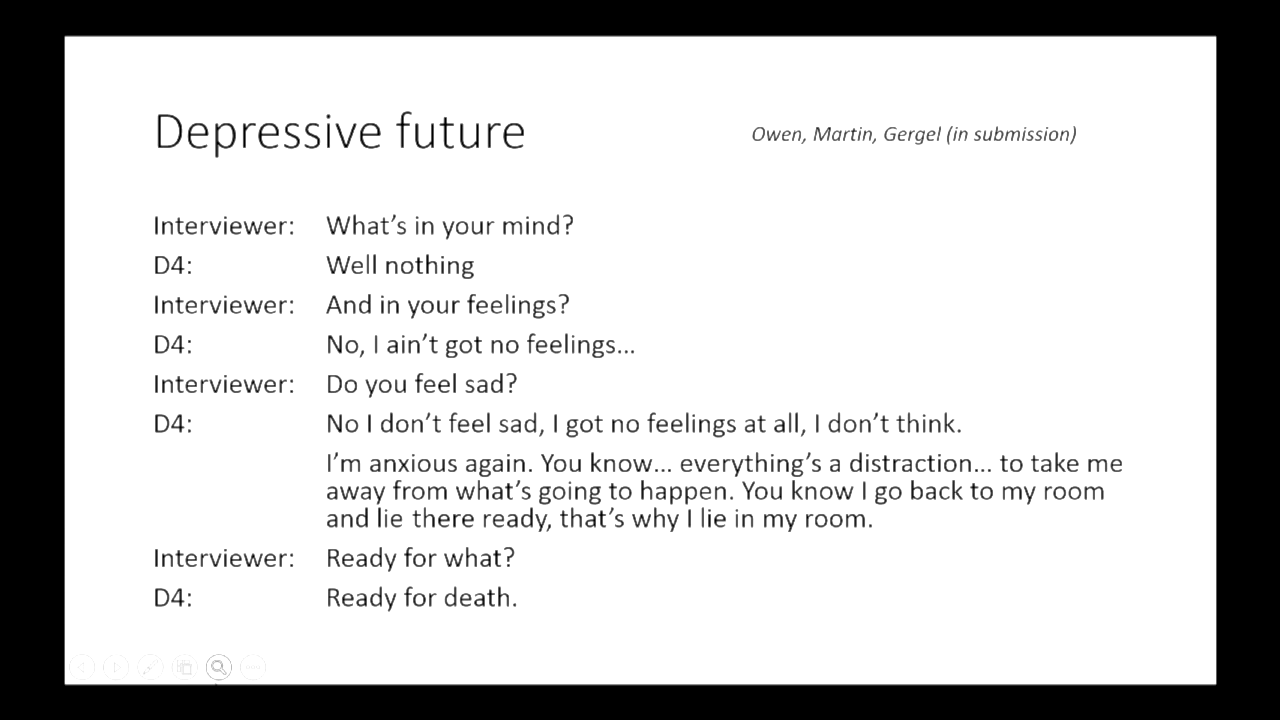 Depressive future
Owen, Martin, Gergel (in submission)
Interviewer: What's in your mind?
D4: Well nothing
Interviewer: And in your feelings?
D4: No, I ain't got no feelings...
Interviewer: Do you feel sad?
D4: No I don't feel sad, I got no feelings at all, I don't think.
I'm anxious again. You know... everything's a distraction... to take me
away from what's going to happen. You know I go back to my room
and lie there ready, that's why I lie in my room.
Interviewer: Ready for what?
D4: Ready for death.